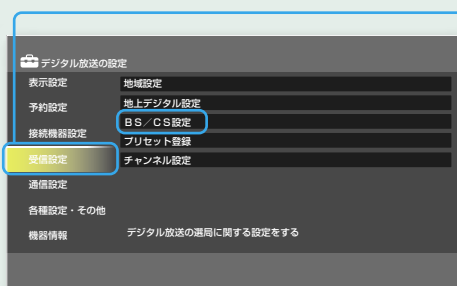 デジタル放送の設定
表示設定
予約設定
接続機器設定
受信設定
通信設定
各種設定・その他
機器情報
地域設定
地上デジタル設定
BS/CS設定
プリセット登録
チャンネル設定
デジタル放送の選局に関する設定をする